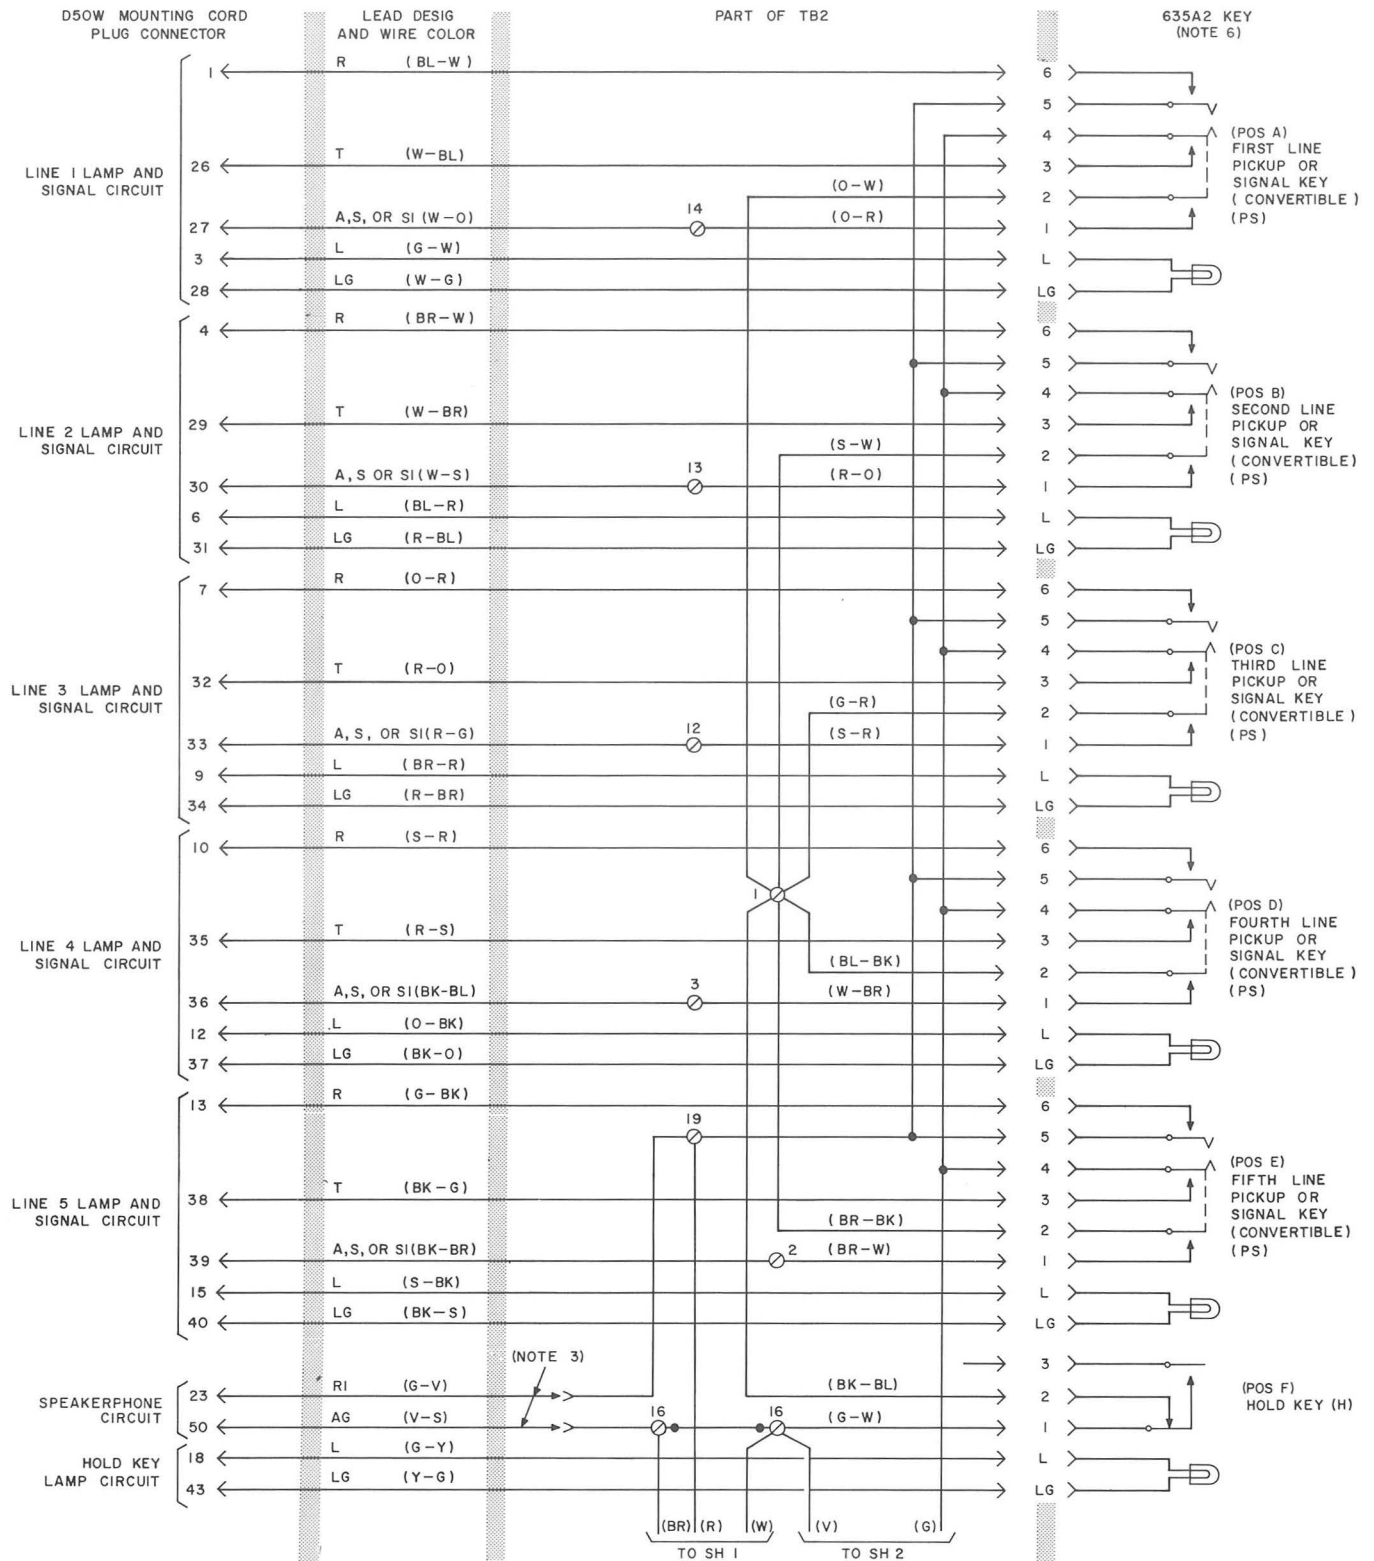 D50W MOUNTING CORD
PLUG CONNECTOR
LEAD DESIG
AND WIRE COLOR
PART OF TB2
635A2 KEY
(NOTE 6)
1 R (BL-W) 6
5
4
26 T (W-BL) 3
(O-W) 2
27 A,S, OR SI (W-O) 14 (O-R) 1
3 L (G-W) L
28 LG (W-G) LG
LINE 1 LAMP AND
SIGNAL CIRCUIT
(POS A)
FIRST LINE
PICKUP OR
SIGNAL KEY
(CONVERTIBLE)
(PS)
4 R (BR-W) 6
5
4
29 T (W-BR) 3
(S-W) 2
30 A,S OR SI(W-S) 13 (R-O) 1
6 L (BL-R) L
31 LG (R-BL) LG
LINE 2 LAMP AND
SIGNAL CIRCUIT
(POS B)
SECOND LINE
PICKUP OR
SIGNAL KEY
(CONVERTIBLE)
(PS)
7 R (O-R) 6
5
4
32 T (R-O) 3
(G-R) 2
33 A,S, OR SI(R-G) 12 (S-R) 1
9 L (BR-R) L
34 LG (R-BR) LG
LINE 3 LAMP AND
SIGNAL CIRCUIT
(POS C)
THIRD LINE
PICKUP OR
SIGNAL KEY
(CONVERTIBLE)
(PS)
10 R (S-R) 6
5
1
4
35 T (R-S) 3
(BL-BK) 2
36 A,S, OR SI(BK-BL) 3 (W-BR) 1
12 L (O-BK) L
37 LG (BK-O) LG
LINE 4 LAMP AND
SIGNAL CIRCUIT
(POS D)
FOURTH LINE
PICKUP OR
SIGNAL KEY
(CONVERTIBLE)
(PS)
13 R (G-BK) 6
19 5
4
38 T (BK-G) 3
(BR-BK) 2
39 A,S, OR SI(BK-BR) 2 (BR-W) 1
15 L (S-BK) L
40 LG (BK-S) LG
LINE 5 LAMP AND
SIGNAL CIRCUIT
(POS E)
FIFTH LINE
PICKUP OR
SIGNAL KEY
(CONVERTIBLE)
(PS)
(NOTE 3) 3
23 RI (G-V) (BK-BL) 2
50 AG (V-S) 16 16 (G-W) 1
SPEAKERPHONE
CIRCUIT
(POS F)
HOLD KEY (H)
18 L (G-Y) L
43 LG (Y-G) LG
HOLD KEY
LAMP CIRCUIT
(BR) (R) (W) (V) (G)
TO SH 1 TO SH 2